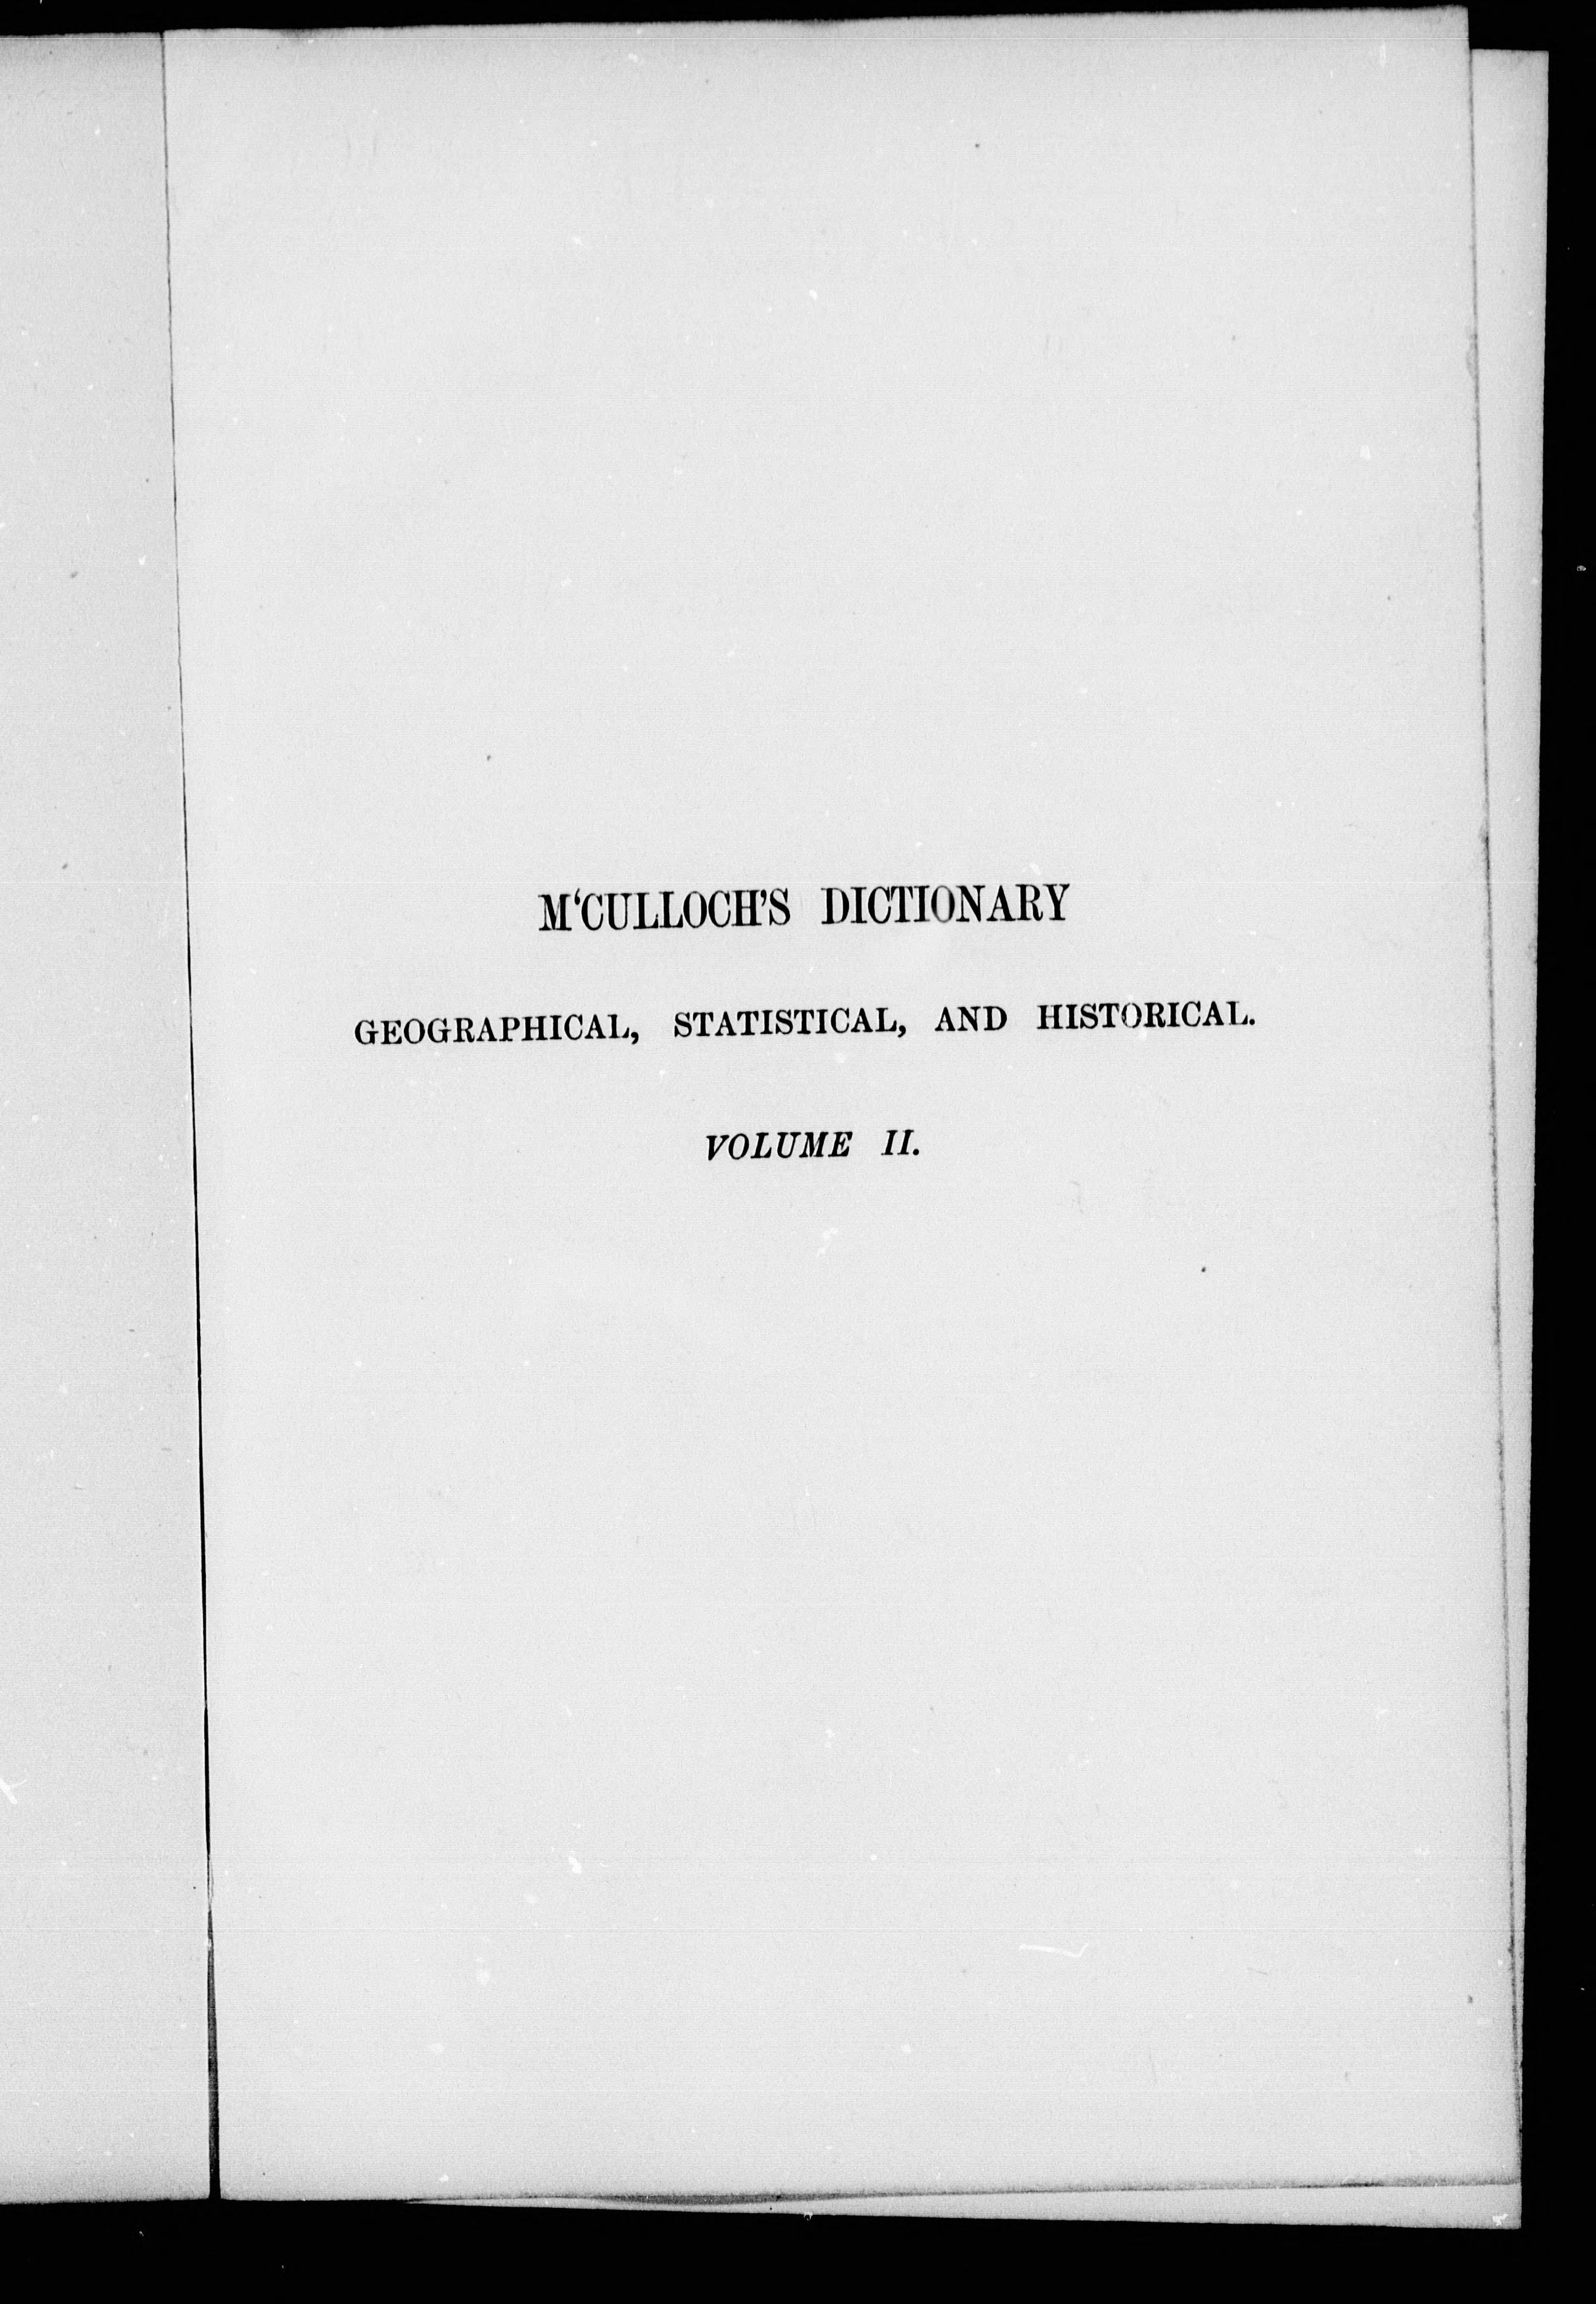 M‘CULLOCH’S DICTIONARY
GEOGRAPHICAL, STATISTICAL, AND HISTORICAL.
VOLUME II.